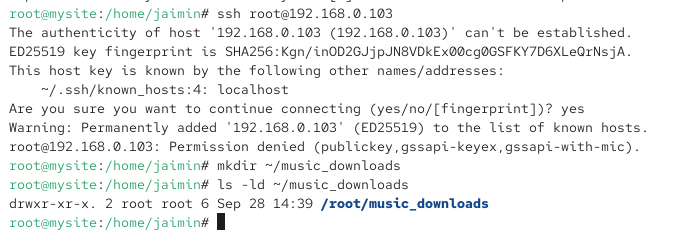 root@mysite:/home/jaimin# ssh root@192.168.0.103
The authenticity of host '192.168.0.103 (192.168.0.103)' can't be established.
ED25519 key fingerprint is SHA256:Kgn/inOD2GJjpJN8VDkEx00cg0GSFKY7D6XLeQrNsjA.
This host key is known by the following other names/addresses:
    ~/.ssh/known_hosts:4: localhost
Are you sure you want to continue connecting (yes/no/[fingerprint])? yes
Warning: Permanently added '192.168.0.103' (ED25519) to the list of known hosts.
root@192.168.0.103: Permission denied (publickey,gssapi-keyex,gssapi-with-mic).
root@mysite:/home/jaimin# mkdir ~/music_downloads
root@mysite:/home/jaimin# ls -ld ~/music_downloads
drwxr-xr-x. 2 root root 6 Sep 28 14:39 /root/music_downloads
root@mysite:/home/jaimin#